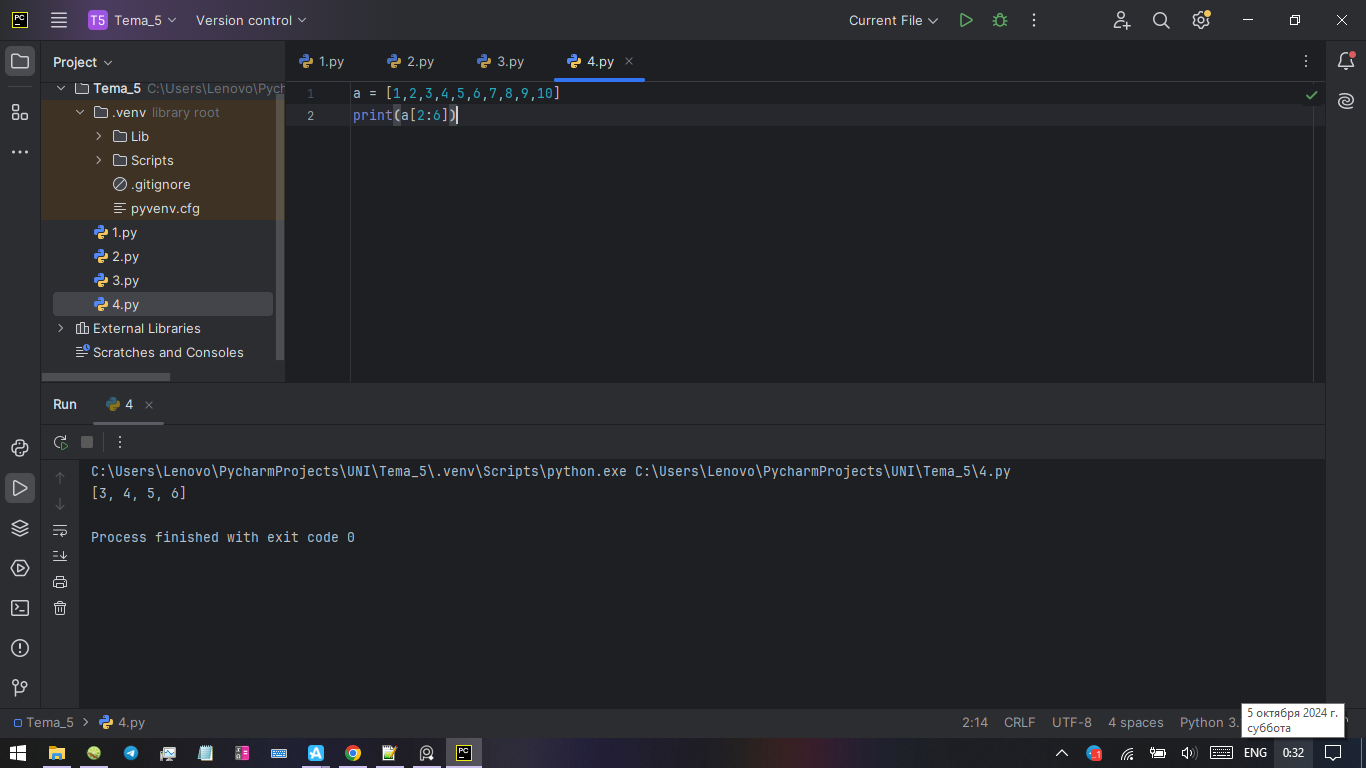 PC T5 Tema_5 Version control Current File
Project 1.py 2.py 3.py 4.py
Tema_5 C:\Users\Lenovo\Pych
.venv library root
Lib
Scripts
.gitignore
pyvenv.cfg
1.py
2.py
3.py
4.py
External Libraries
Scratches and Consoles
1 a = [1,2,3,4,5,6,7,8,9,10]
2 print(a[2:6])
Run 4
C:\Users\Lenovo\PycharmProjects\UNI\Tema_5\.venv\Scripts\python.exe C:\Users\Lenovo\PycharmProjects\UNI\Tema_5\4.py
[3, 4, 5, 6]
Process finished with exit code 0
Tema_5 4.py 2:14 CRLF UTF-8 4 spaces Python 3.
5 октября 2024 г.
суббота
PC ENG 0:32